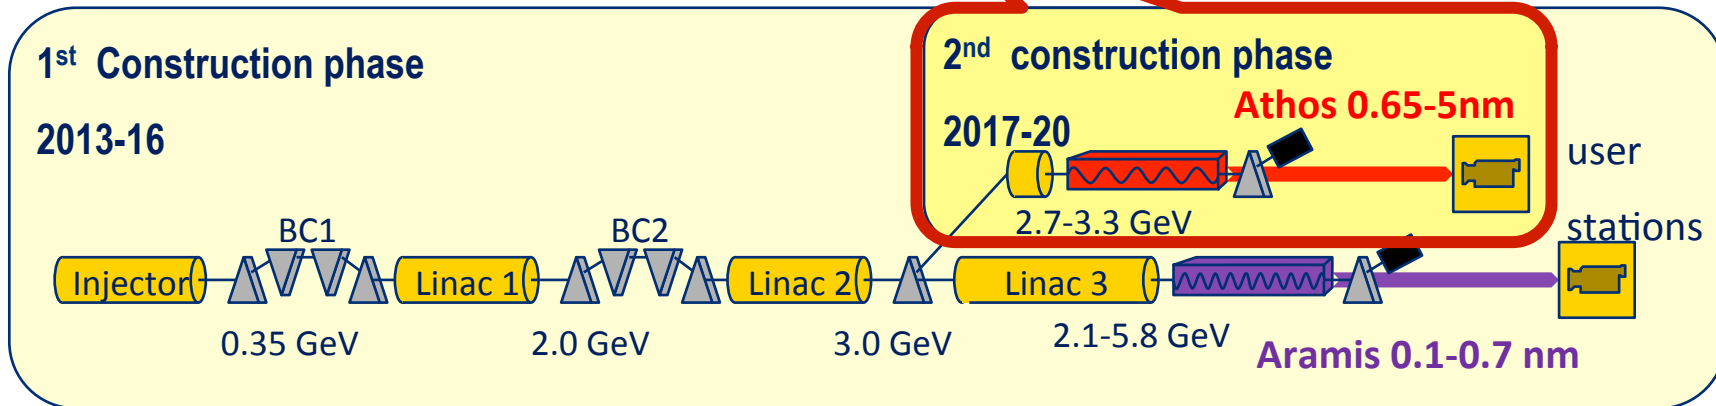 1st Construction phase
2013-16
2nd construction phase
Athos 0.65-5nm
2017-20
user
stations
2.7-3.3 GeV
BC1
BC2
Injector
Linac 1
Linac 2
Linac 3
0.35 GeV
2.0 GeV
3.0 GeV
2.1-5.8 GeV
Aramis 0.1-0.7 nm